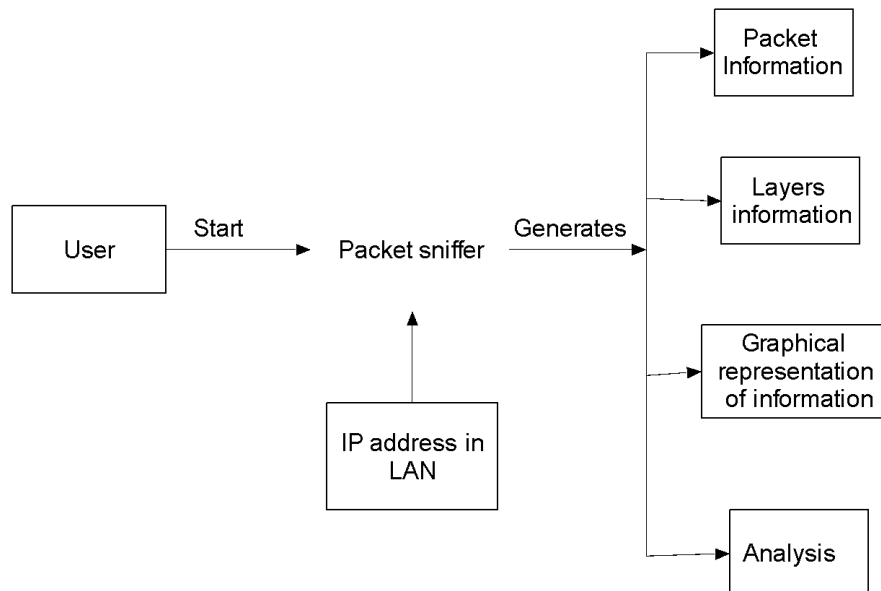 Packet
Information
Layers
information
User
Start
Packet sniffer
Generates
Graphical
representation
of information
IP address in
LAN
Analysis